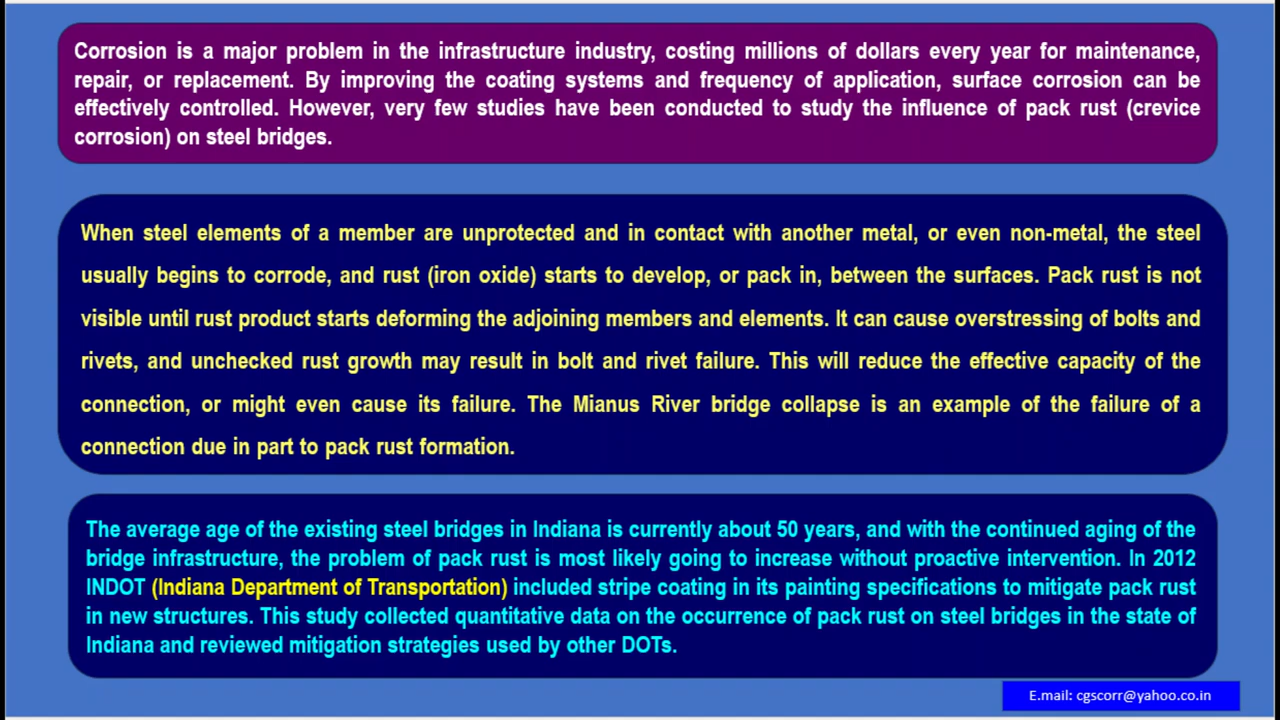 Corrosion is a major problem in the infrastructure industry, costing millions of dollars every year for maintenance,
repair, or replacement. By improving the coating systems and frequency of application, surface corrosion can be
effectively controlled. However, very few studies have been conducted to study the influence of pack rust (crevice
corrosion) on steel bridges.
When steel elements of a member are unprotected and in contact with another metal, or even non-metal, the steel
usually begins to corrode, and rust (iron oxide) starts to develop, or pack in, between the surfaces. Pack rust is not
visible until rust product starts deforming the adjoining members and elements. It can cause overstressing of bolts and
rivets, and unchecked rust growth may result in bolt and rivet failure. This will reduce the effective capacity of the
connection, or might even cause its failure. The Mianus River bridge collapse is an example of the failure of a
connection due in part to pack rust formation.
The average age of the existing steel bridges in Indiana is currently about 50 years, and with the continued aging of the
bridge infrastructure, the problem of pack rust is most likely going to increase without proactive intervention. In 2012
INDOT (Indiana Department of Transportation) included stripe coating in its painting specifications to mitigate pack rust
in new structures. This study collected quantitative data on the occurrence of pack rust on steel bridges in the state of
Indiana and reviewed mitigation strategies used by other DOTs.
E.mail: cgscorr@yahoo.co.in